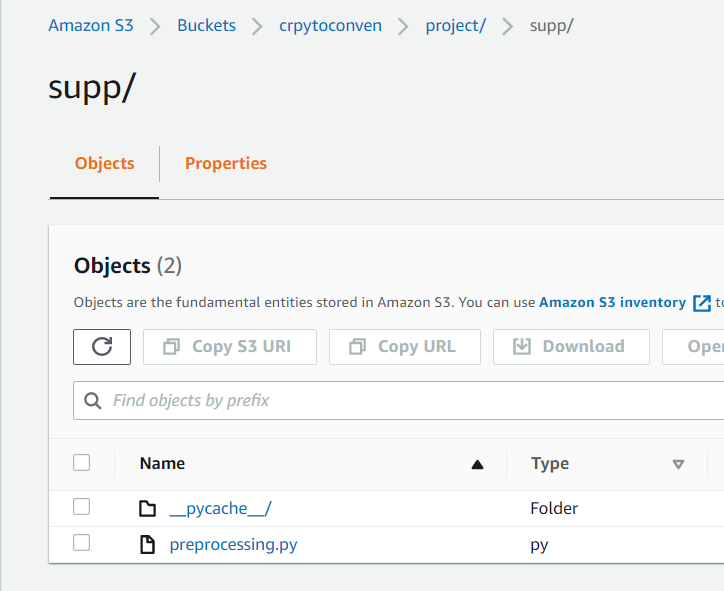 Amazon S3 > Buckets > crpytoconven > project/ > supp/
supp/
Objects Properties
Objects (2)
Objects are the fundamental entities stored in Amazon S3. You can use Amazon S3 inventory
Copy S3 URI Copy URL Download
Find objects by prefix
Name Type
__pycache__/ Folder
preprocessing.py py